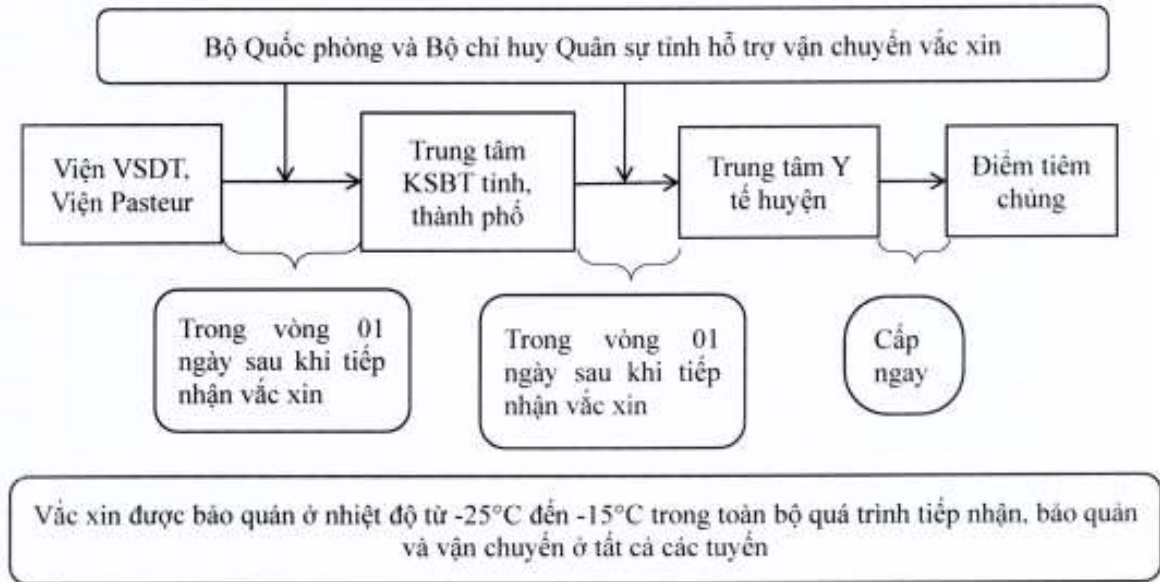 Bộ Quốc phòng và Bộ chỉ huy Quân sự tỉnh hỗ trợ vận chuyển vắc xin
Viện VSDT,
Viện Pasteur
Trung tâm
KSBT tỉnh,
thành phố
Trung tâm Y
tế huyện
Điểm tiêm
chủng
Trong vòng 01
ngày sau khi tiếp
nhận vắc xin
Trong vòng 01
ngày sau khi tiếp
nhận vắc xin
Cấp
ngay
Vắc xin được bảo quản ở nhiệt độ từ -25°C đến -15°C trong toàn bộ quá trình tiếp nhận, bảo quản
và vận chuyển ở tất cả các tuyến